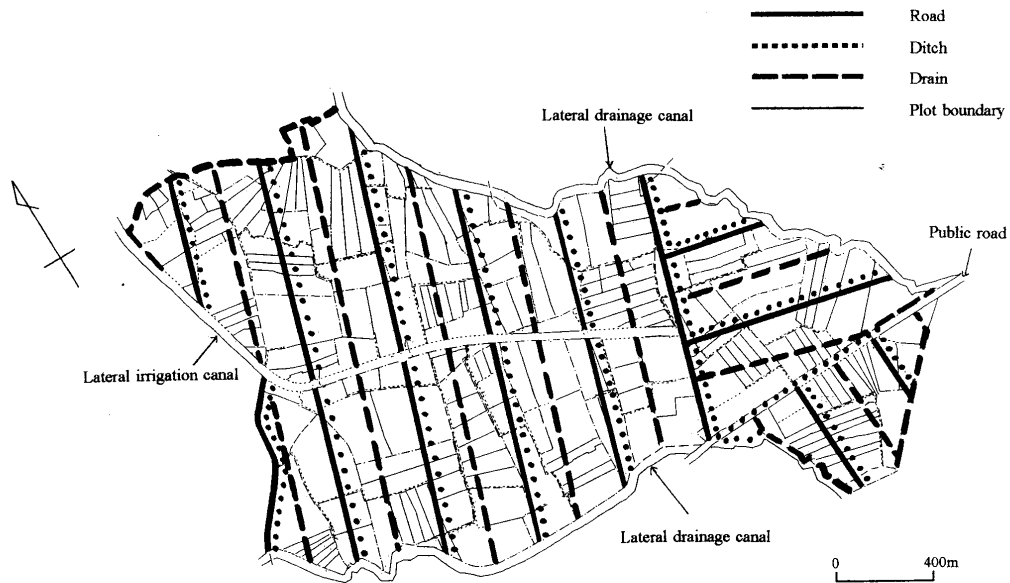 Road
Ditch
Drain
Plot boundary
Lateral drainage canal
Public road
Lateral irrigation canal
Lateral drainage canal
0 400m